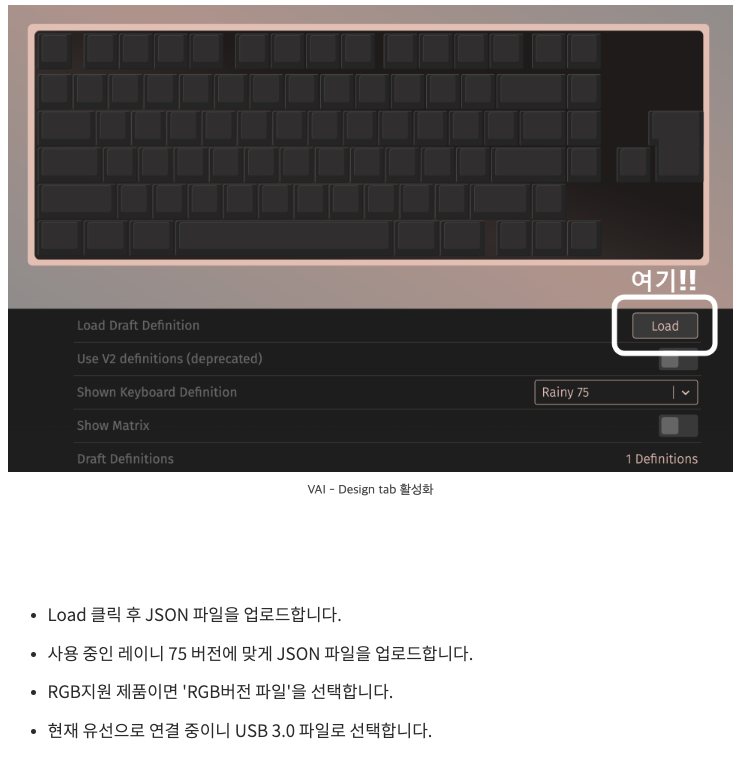 여기!!
Load Draft Definition
Load
Use V2 definitions (deprecated)
Shown Keyboard Definition
Rainy 75
Show Matrix
Draft Definitions
1 Definitions
VAI - Design tab 활성화
• Load 클릭 후 JSON 파일을 업로드합니다.
• 사용 중인 레이니 75 버전에 맞게 JSON 파일을 업로드합니다.
• RGB지원 제품이면 'RGB버전 파일'을 선택합니다.
• 현재 유선으로 연결 중이니 USB 3.0 파일로 선택합니다.